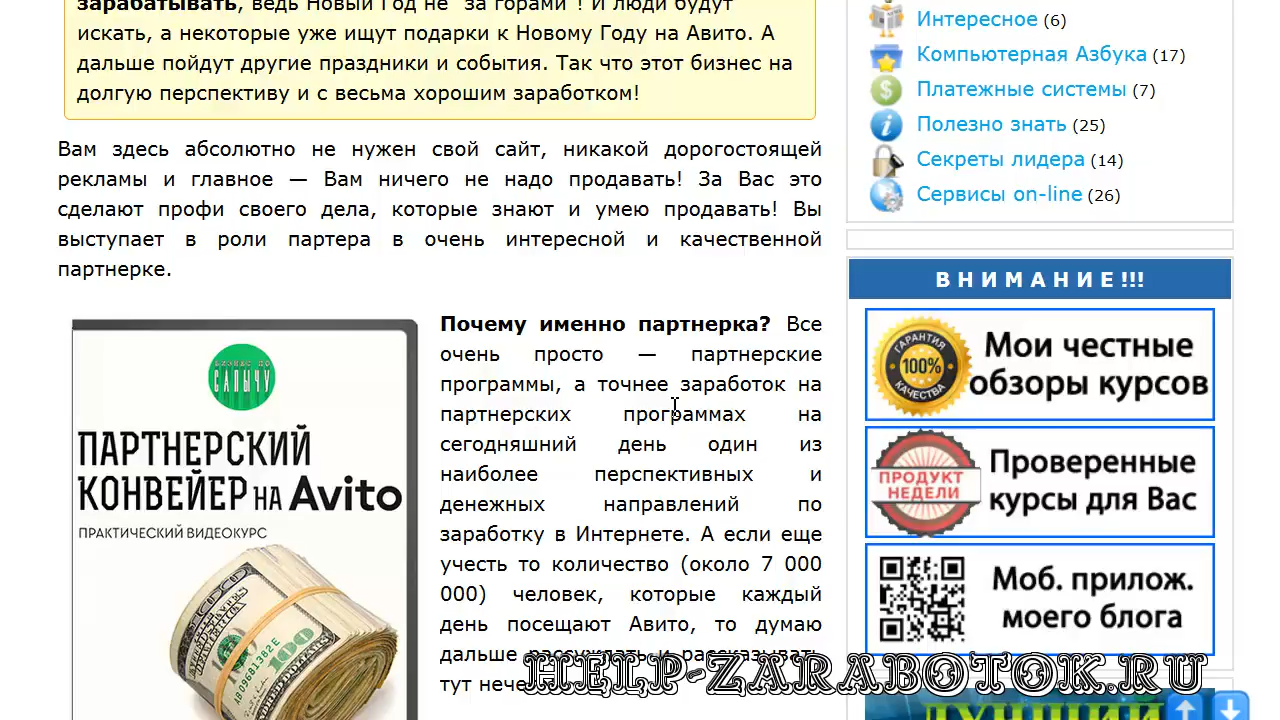 зарабатывать, ведь Новый Год не "за горами"! И люди будут
искать, а некоторые уже ищут подарки к Новому Году на Авито. А
дальше пойдут другие праздники и события. Так что этот бизнес на
долгую перспективу и с весьма хорошим заработком!
Вам здесь абсолютно не нужен свой сайт, никакой дорогостоящей
рекламы и главное — Вам ничего не надо продавать! За Вас это
сделают профи своего дела, которые знают и умею продавать! Вы
выступает в роли партера в очень интересной и качественной
партнерке.
БИЗНЕС ПО
САПЫЧУ
ПАРТНЕРСКИЙ
КОНВЕЙЕР НА Avito
ПРАКТИЧЕСКИЙ ВИДЕОКУРС
100
AB96081382E
Почему именно партнерка? Все
очень просто — партнерские
программы, а точнее заработок на
партнерских программах на
сегодняшний день один из
наиболее перспективных и
денежных направлений по
заработку в Интернете. А если еще
учесть то количество (около 7 000
000) человек, которые каждый
день посещают Авито, то думаю
дальше рассуждать и рассказывать
тут нече
Интересное (6)
Компьютерная Азбука (17)
Платежные системы (7)
Полезно знать (25)
Секреты лидера (14)
Сервисы on-line (26)
ВНИМАНИЕ!!!
ГАРАНТИЯ
100%
КАЧЕСТВА
Мои честные
обзоры курсов
ПРОДУКТ
НЕДЕЛИ
Проверенные
курсы для Вас
Моб. прилож.
моего блога
HELP-ZARABOTOK.RU
ЛУЧШИЙ